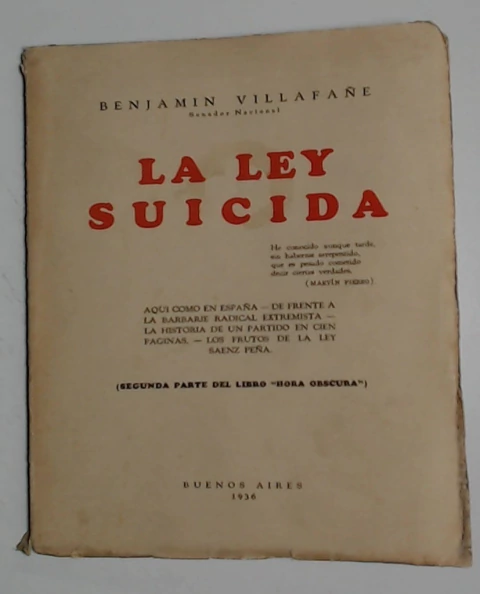 BENJAMIN VILLAFAÑE
Senador Nacional
LA LEY
SUICIDA
He conocido aunque tarde,
sin haberme arrepentido,
que es pecado cometido
decir ciertas verdades.
(MARTÍN FIERRO)
AQUI COMO EN ESPAÑA — DE FRENTE A
LA BARBARIE RADICAL EXTREMISTA —
LA HISTORIA DE UN PARTIDO EN CIEN
PAGINAS. — LOS FRUTOS DE LA LEY
SAENZ PEÑA.
(SEGUNDA PARTE DEL LIBRO "HORA OBSCURA")
BUENOS AIRES
1936